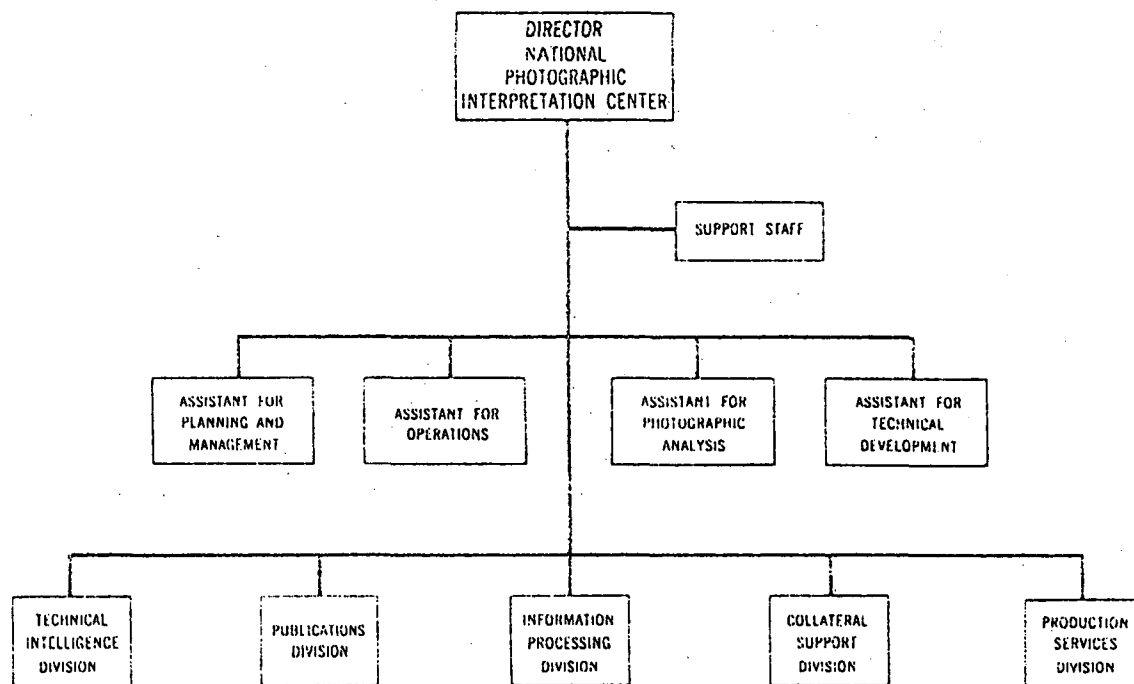 DIRECTOR
NATIONAL
PHOTOGRAPHIC
INTERPRETATION CENTER
SUPPORT STAFF
ASSISTANT FOR
PLANNING AND
MANAGEMENT
ASSISTANT FOR
OPERATIONS
ASSISTANT FOR
PHOTOGRAPHIC
ANALYSIS
ASSISTANT FOR
TECHNICAL
DEVELOPMENT
TECHNICAL
INTELLIGENCE
DIVISION
PUBLICATIONS
DIVISION
INFORMATION
PROCESSING
DIVISION
COLLATERAL
SUPPORT
DIVISION
PRODUCTION
SERVICES
DIVISION